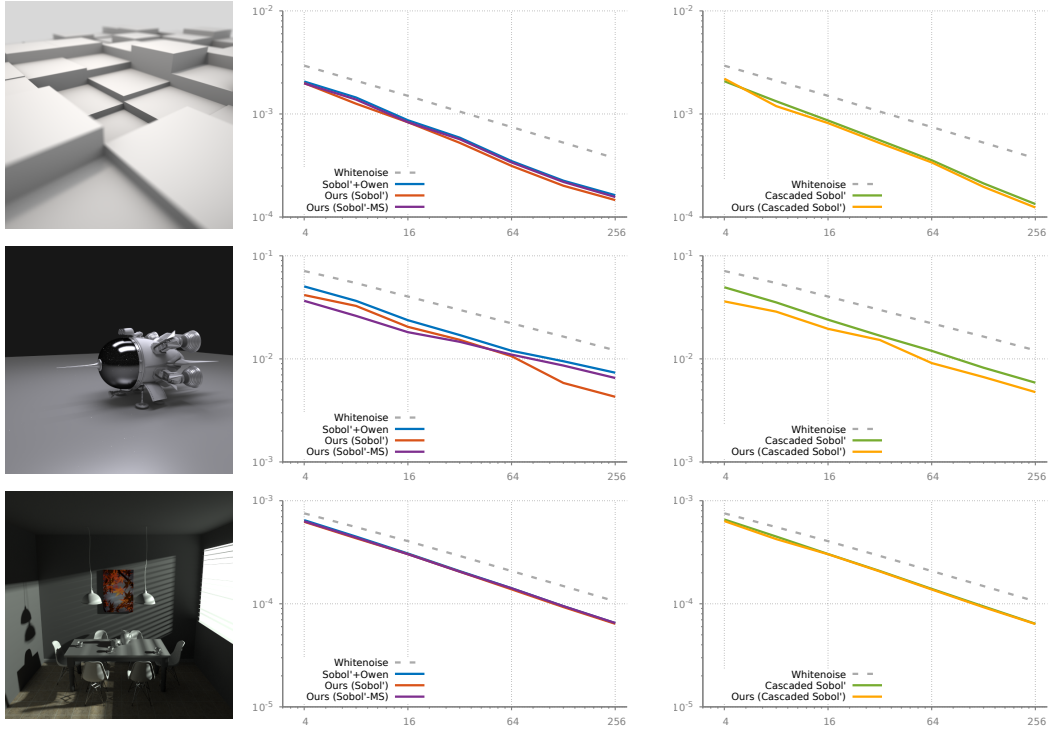 10-2
10-3
10-4
Whitenoise
Sobol'+Owen
Ours (Sobol')
Ours (Sobol'-MS)
4 16 64 256
10-2
10-3
10-4
Whitenoise
Cascaded Sobol'
Ours (Cascaded Sobol')
4 16 64 256
10-1
10-2
10-3
Whitenoise
Sobol'+Owen
Ours (Sobol')
Ours (Sobol'-MS)
4 16 64 256
10-1
10-2
10-3
Whitenoise
Cascaded Sobol'
Ours (Cascaded Sobol')
4 16 64 256
10-3
10-4
10-5
Whitenoise
Sobol'+Owen
Ours (Sobol')
Ours (Sobol'-MS)
4 16 64 256
10-3
10-4
10-5
Whitenoise
Cascaded Sobol'
Ours (Cascaded Sobol')
4 16 64 256